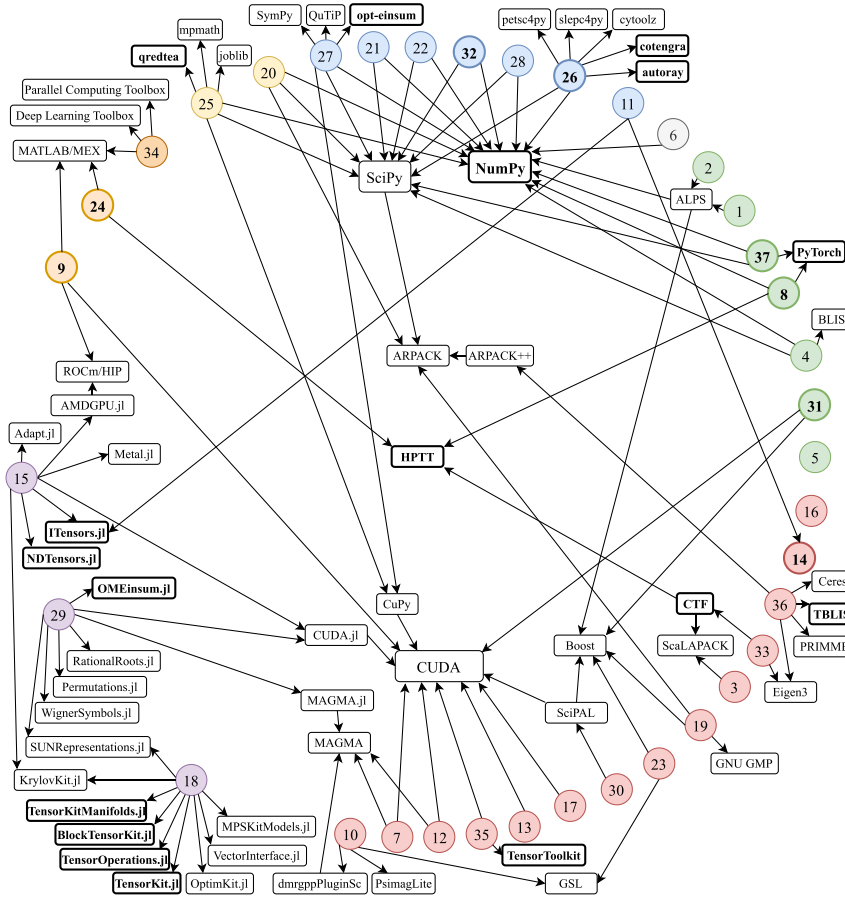 SymPy
QuTiP
opt-einsum
petsc4py
slepc4py
cytoolz
mpmath
qredtea
joblib
27
21
22
32
28
26
cotengra
autoray
20
25
11
Parallel Computing Toolbox
Deep Learning Toolbox
34
MATLAB/MEX
6
2
SciPy
NumPy
ALPS
1
24
9
37
PyTorch
8
BLIS
4
ARPACK
ARPACK++
ROCm/HIP
AMDGPU.jl
31
Adapt.jl
Metal.jl
HPTT
5
15
16
ITensors.jl
NDTensors.jl
14
OMEinsum.jl
Ceres
29
CuPy
CTF
36
TBLIS
CUDA.jl
Boost
ScaLAPACK
33
PRIMME
RationalRoots.jl
CUDA
Permutations.jl
3
Eigen3
MAGMA.jl
WignerSymbols.jl
SciPAL
19
SUNRepresentations.jl
MAGMA
GNU GMP
KrylovKit.jl
18
23
30
17
TensorKitManifolds.jl
MPSKitModels.jl
BlockTensorKit.jl
10
7
12
35
13
TensorOperations.jl
VectorInterface.jl
TensorToolkit
TensorKit.jl
OptimKit.jl
dmrgppPluginSc
PsimagLite
GSL